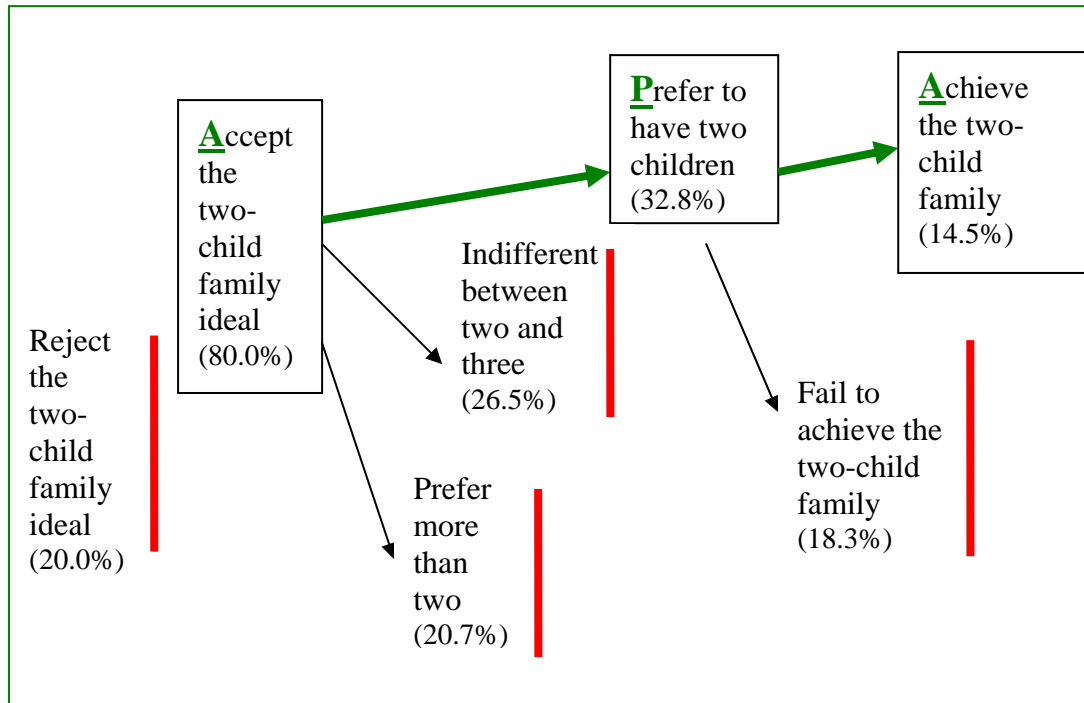 Reject
the
two-
child
family
ideal
(20.0%)
Accept
the
two-
child
family
ideal
(80.0%)
Prefer to
have two
children
(32.8%)
Achieve
the two-
child
family
(14.5%)
Indifferent
between
two and
three
(26.5%)
Prefer
more
than
two
(20.7%)
Fail to
achieve the
two-child
family
(18.3%)